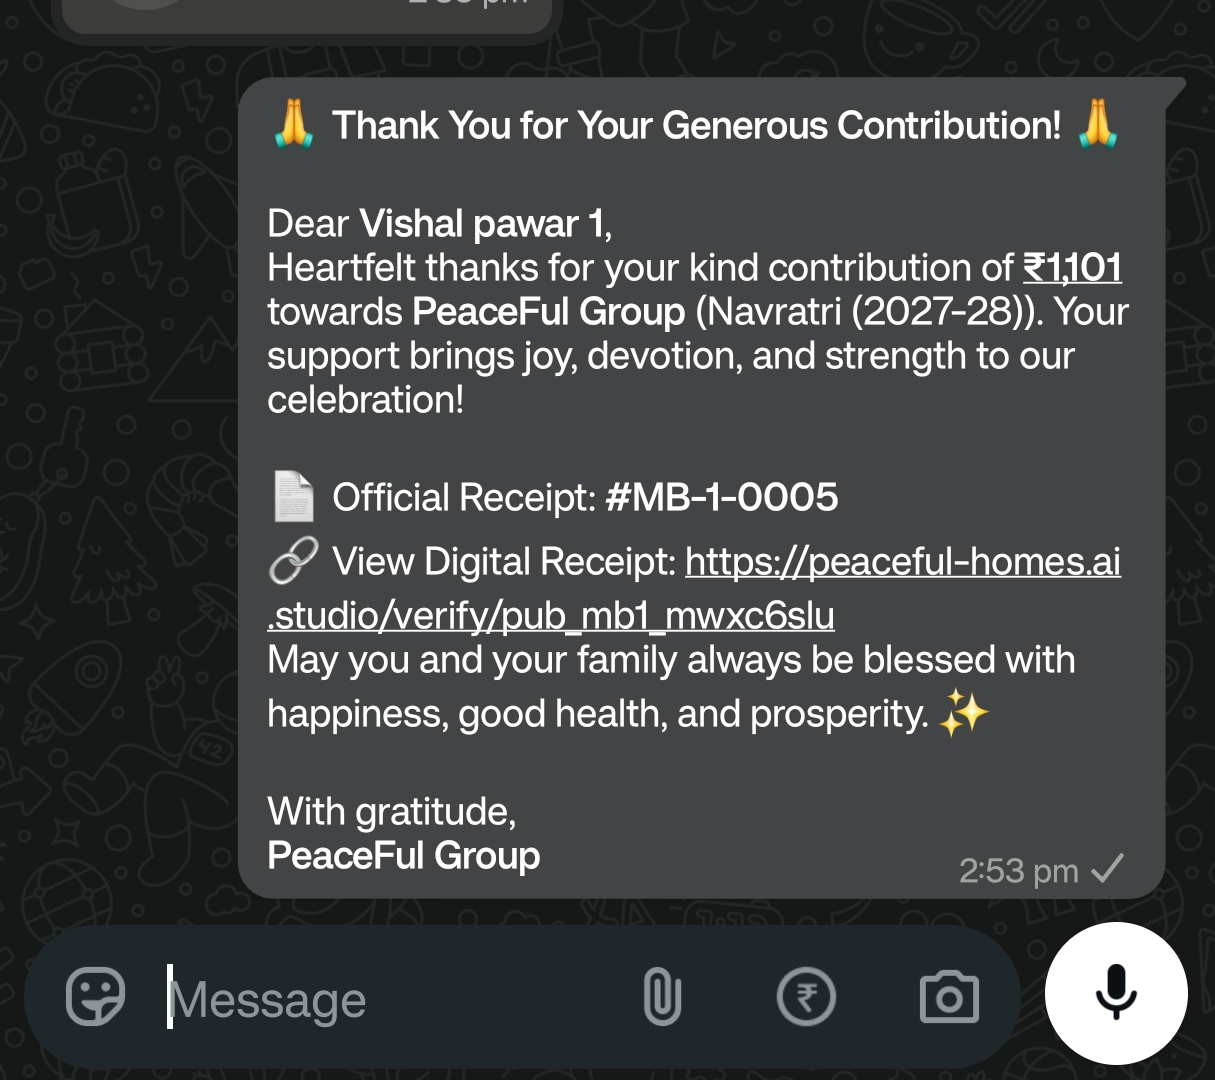 🙏 Thank You for Your Generous Contribution! 🙏
Dear Vishal pawar 1,
Heartfelt thanks for your kind contribution of ₹1,101
towards PeaceFul Group (Navratri (2027-28)). Your
support brings joy, devotion, and strength to our
celebration!
📄 Official Receipt: #MB-1-0005
🔗 View Digital Receipt: https://peaceful-homes.ai
.studio/verify/pub_mb1_mwxc6slu
May you and your family always be blessed with
happiness, good health, and prosperity. ✨
With gratitude,
PeaceFul Group
2:53 pm
Message